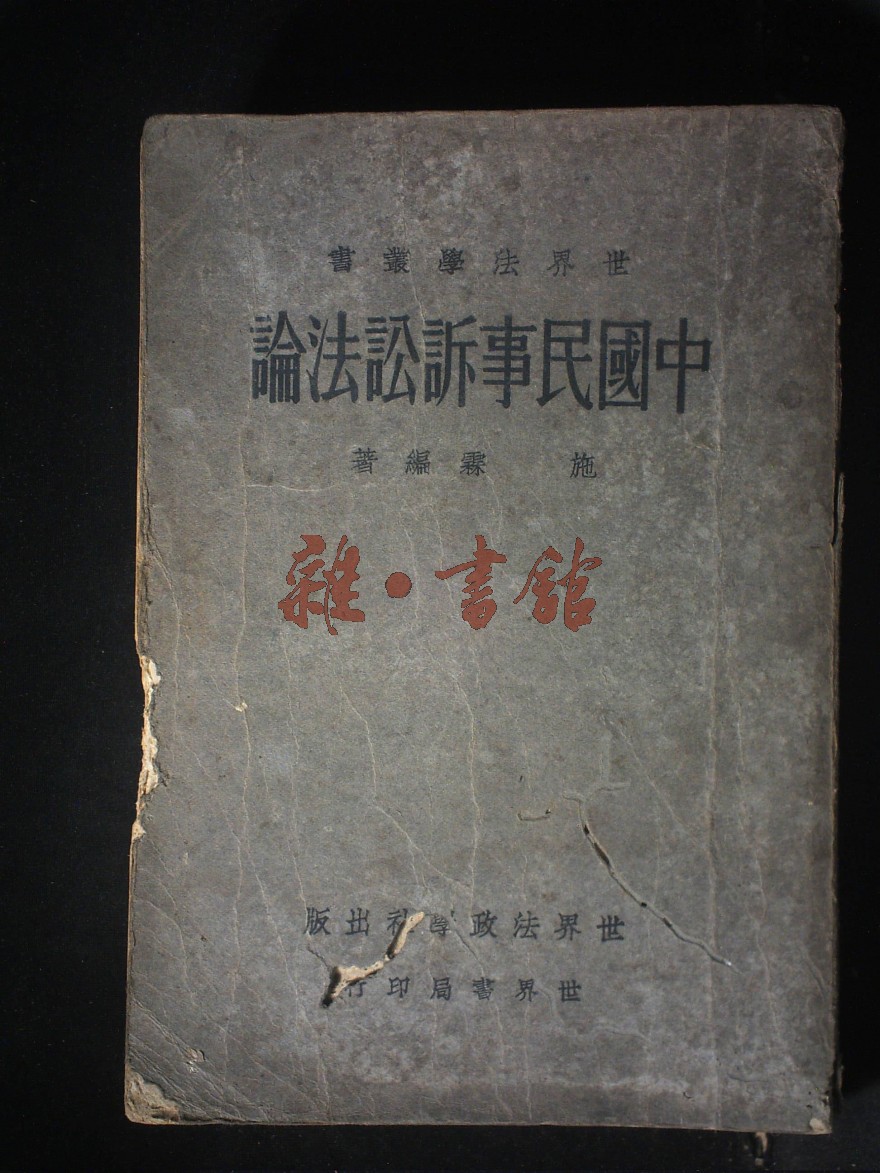 世界法學叢書
中國民事訴訟法論
施霖編著
雜·書館
世界法政學社出版
世界書局印行